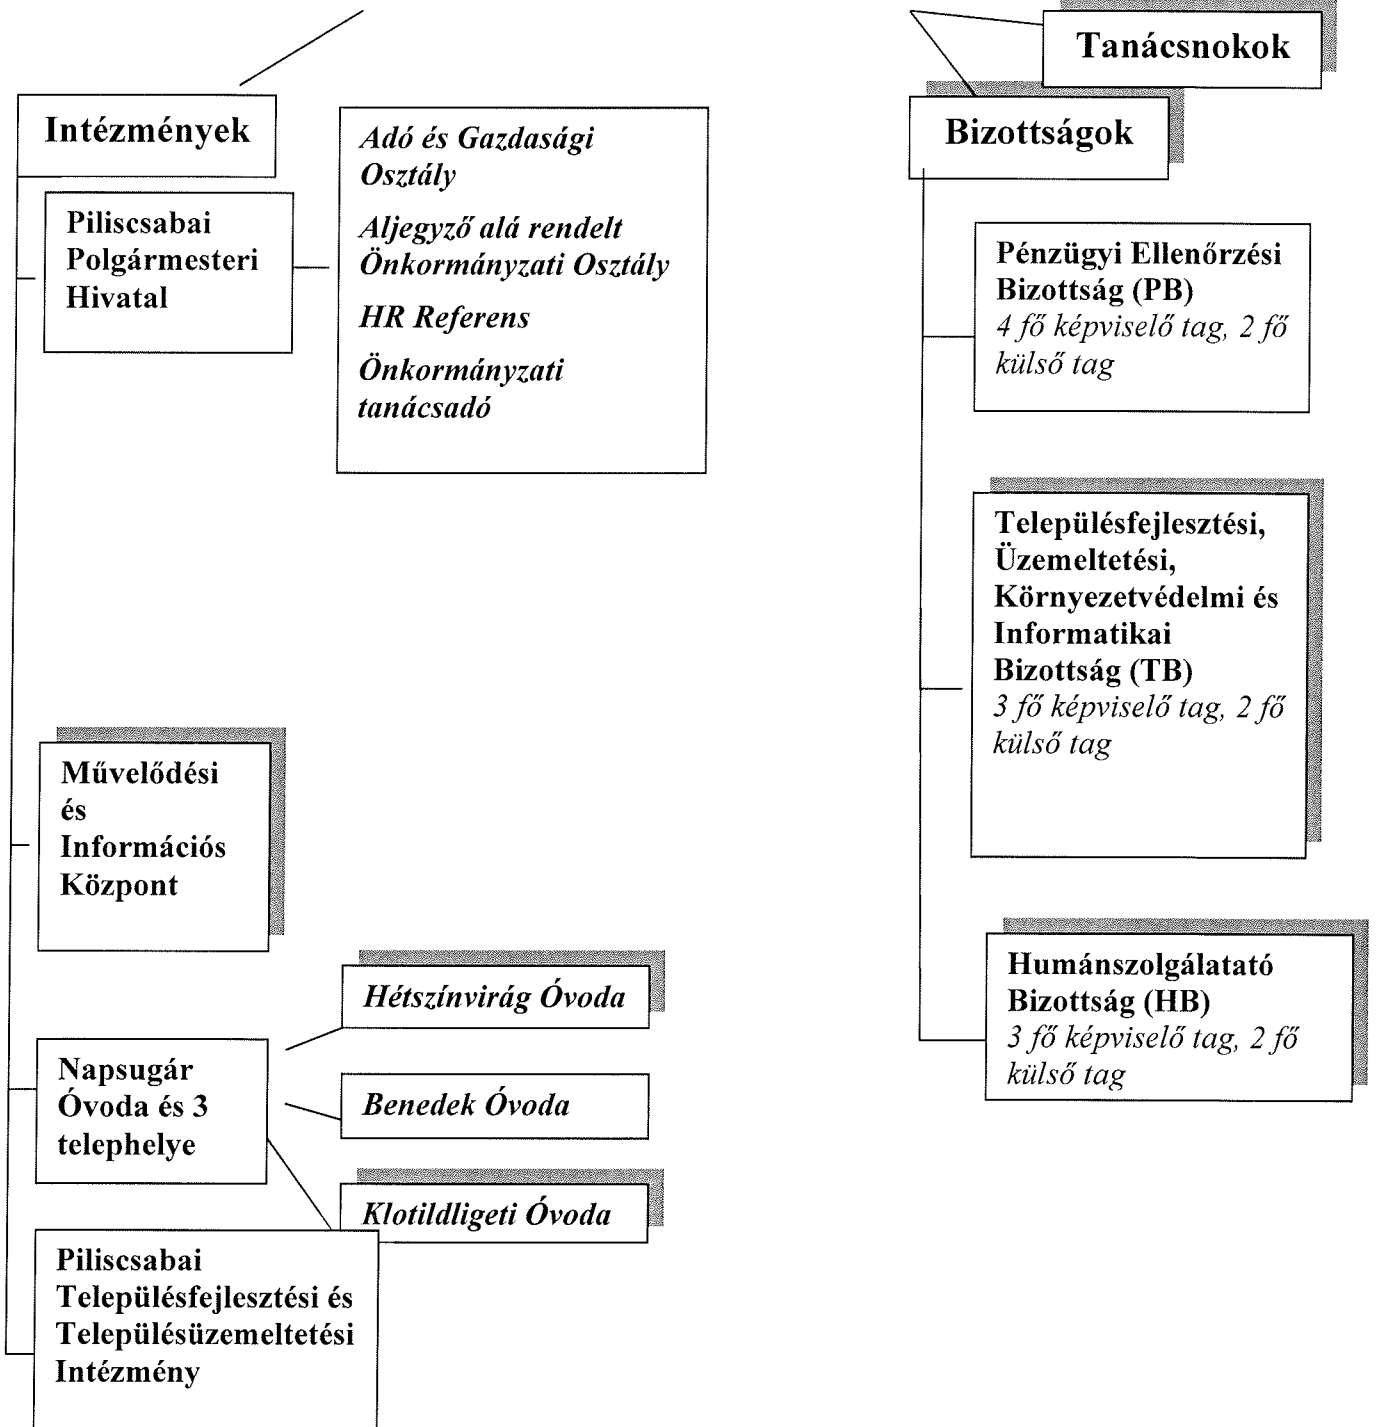 Tanácsnokok
Intézmények
Bizottságok
Adó és Gazdasági
Osztály
Aljegyző alá rendelt
Önkormányzati Osztály
HR Referens
Önkormányzati
tanácsadó
Piliscsabai
Polgármesteri
Hivatal
Pénzügyi Ellenőrzési
Bizottság (PB)
4 fő képviselő tag, 2 fő
külső tag
Településfejlesztési,
Üzemeltetési,
Környezetvédelmi és
Informatikai
Bizottság (TB)
3 fő képviselő tag, 2 fő
külső tag
Művelődési
és
Információs
Központ
Humánszolgálatató
Bizottság (HB)
3 fő képviselő tag, 2 fő
külső tag
Napsugár
Óvoda és 3
telephelye
Hétszínvirág Óvoda
Benedek Óvoda
Klotildligeti Óvoda
Piliscsabai
Településfejlesztési és
Településüzemeltetési
Intézmény